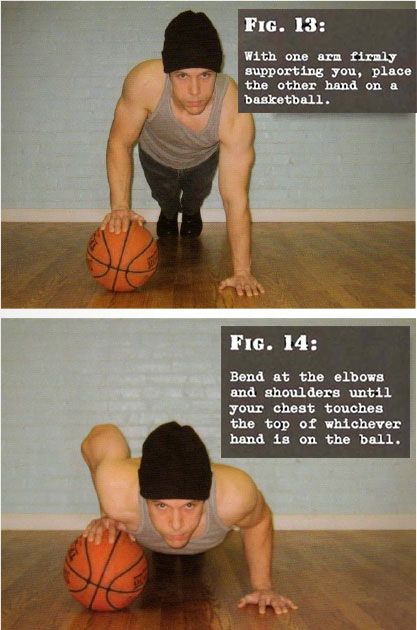 FIG. 13:
With one arm firmly
supporting you, place
the other hand on a
basketball.
FIG. 14:
Bend at the elbows
and shoulders until
your chest touches
the top of whichever
hand is on the ball.